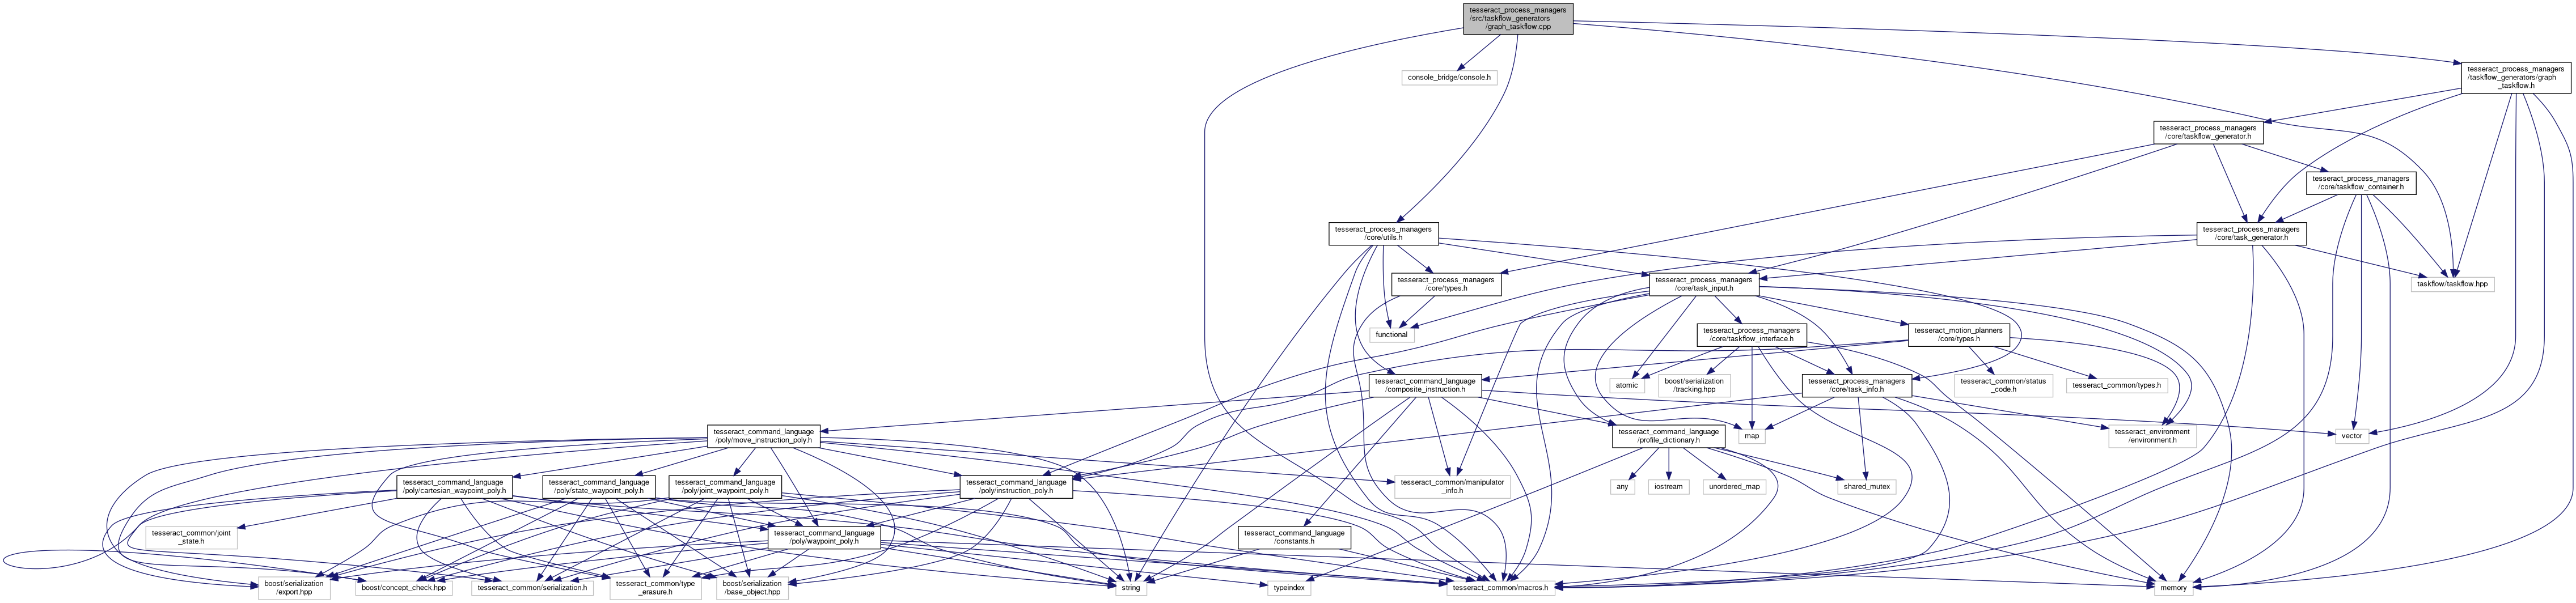 tesseract_process_managers
/src/taskflow_generators
/graph_taskflow.cpp
console_bridge/console.h
tesseract_process_managers
/taskflow_generators/graph
_taskflow.h
tesseract_process_managers
/core/taskflow_generator.h
tesseract_process_managers
/core/taskflow_container.h
tesseract_process_managers
/core/utils.h
tesseract_process_managers
/core/task_generator.h
tesseract_process_managers
/core/types.h
tesseract_process_managers
/core/task_input.h
taskflow/taskflow.hpp
functional
tesseract_process_managers
/core/taskflow_interface.h
tesseract_motion_planners
/core/types.h
tesseract_command_language
/composite_instruction.h
atomic
boost/serialization
/tracking.hpp
tesseract_process_managers
/core/task_info.h
tesseract_common/status
_code.h
tesseract_common/types.h
tesseract_command_language
/poly/move_instruction_poly.h
tesseract_command_language
/profile_dictionary.h
map
tesseract_environment
/environment.h
vector
tesseract_command_language
/poly/cartesian_waypoint_poly.h
tesseract_command_language
/poly/state_waypoint_poly.h
tesseract_command_language
/poly/joint_waypoint_poly.h
tesseract_command_language
/poly/instruction_poly.h
tesseract_common/manipulator
_info.h
any
iostream
unordered_map
shared_mutex
tesseract_common/joint
_state.h
tesseract_command_language
/poly/waypoint_poly.h
tesseract_command_language
/constants.h
boost/serialization
/export.hpp
boost/concept_check.hpp
tesseract_common/serialization.h
tesseract_common/type
_erasure.h
boost/serialization
/base_object.hpp
string
typeindex
tesseract_common/macros.h
memory